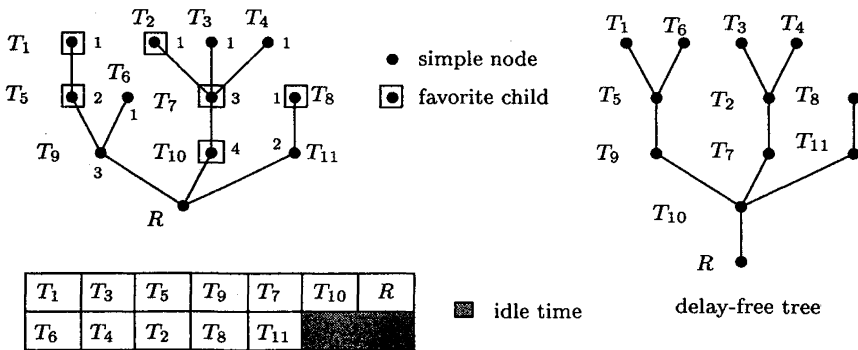 T2 T3 T4
T1 1 1 1 1
T6
T5 2 1 T7 3 1 T8
T9 3 T10 4 2 T11
R
simple node
favorite child
T1 T6 T3 T4
T5 T2 T8
T9 T7 T11
T10
R
delay-free tree
T1 T3 T5 T9 T7 T10 R
T6 T4 T2 T8 T11
idle time